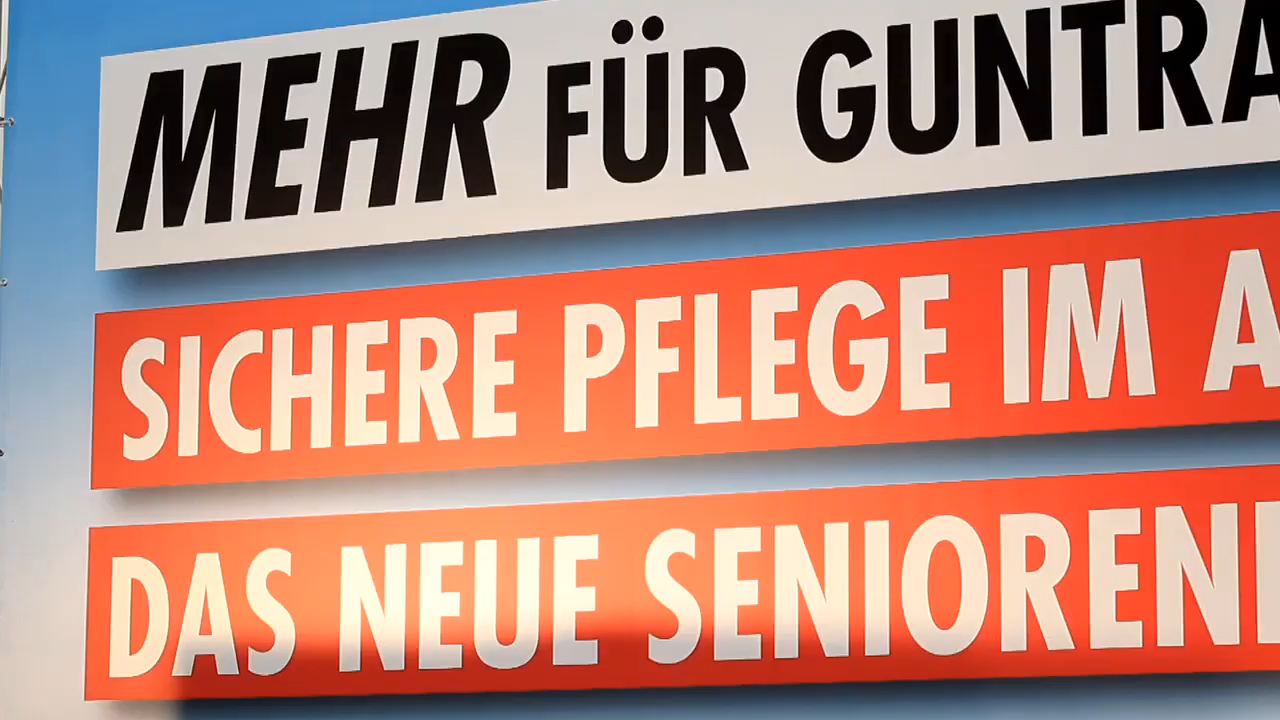 MEHR FÜR GUNTRA
SICHERE PFLEGE IM A
DAS NEUE SENIOREN